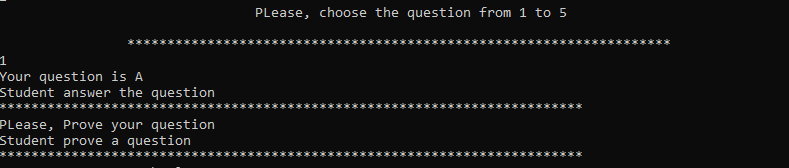 PLease, choose the question from 1 to 5
********************************************************************
1
Your question is A
Student answer the question
*************************************************************************
PLease, Prove your question
Student prove a question
*************************************************************************